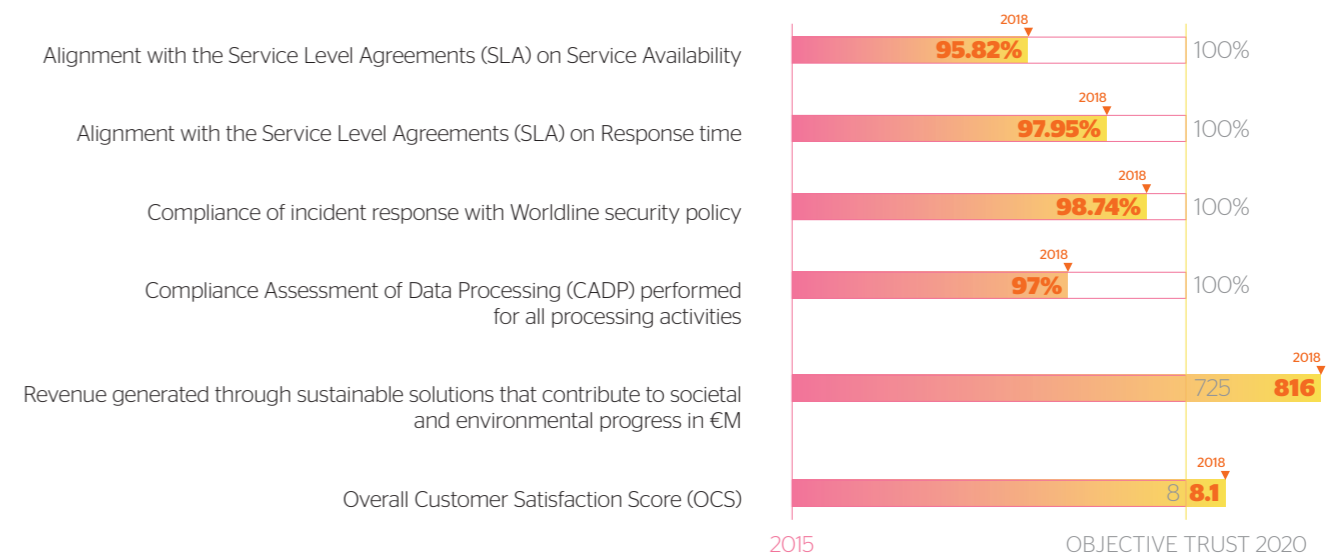 2018
Alignment with the Service Level Agreements (SLA) on Service Availability 95.82% 100%
2018
Alignment with the Service Level Agreements (SLA) on Response time 97.95% 100%
2018
Compliance of incident response with Worldline security policy 98.74% 100%
2018
Compliance Assessment of Data Processing (CADP) performed 97% 100%
for all processing activities
2018
Revenue generated through sustainable solutions that contribute to societal 725 816
and environmental progress in €M
2018
Overall Customer Satisfaction Score (OCS) 8 8.1
2015 OBJECTIVE TRUST 2020